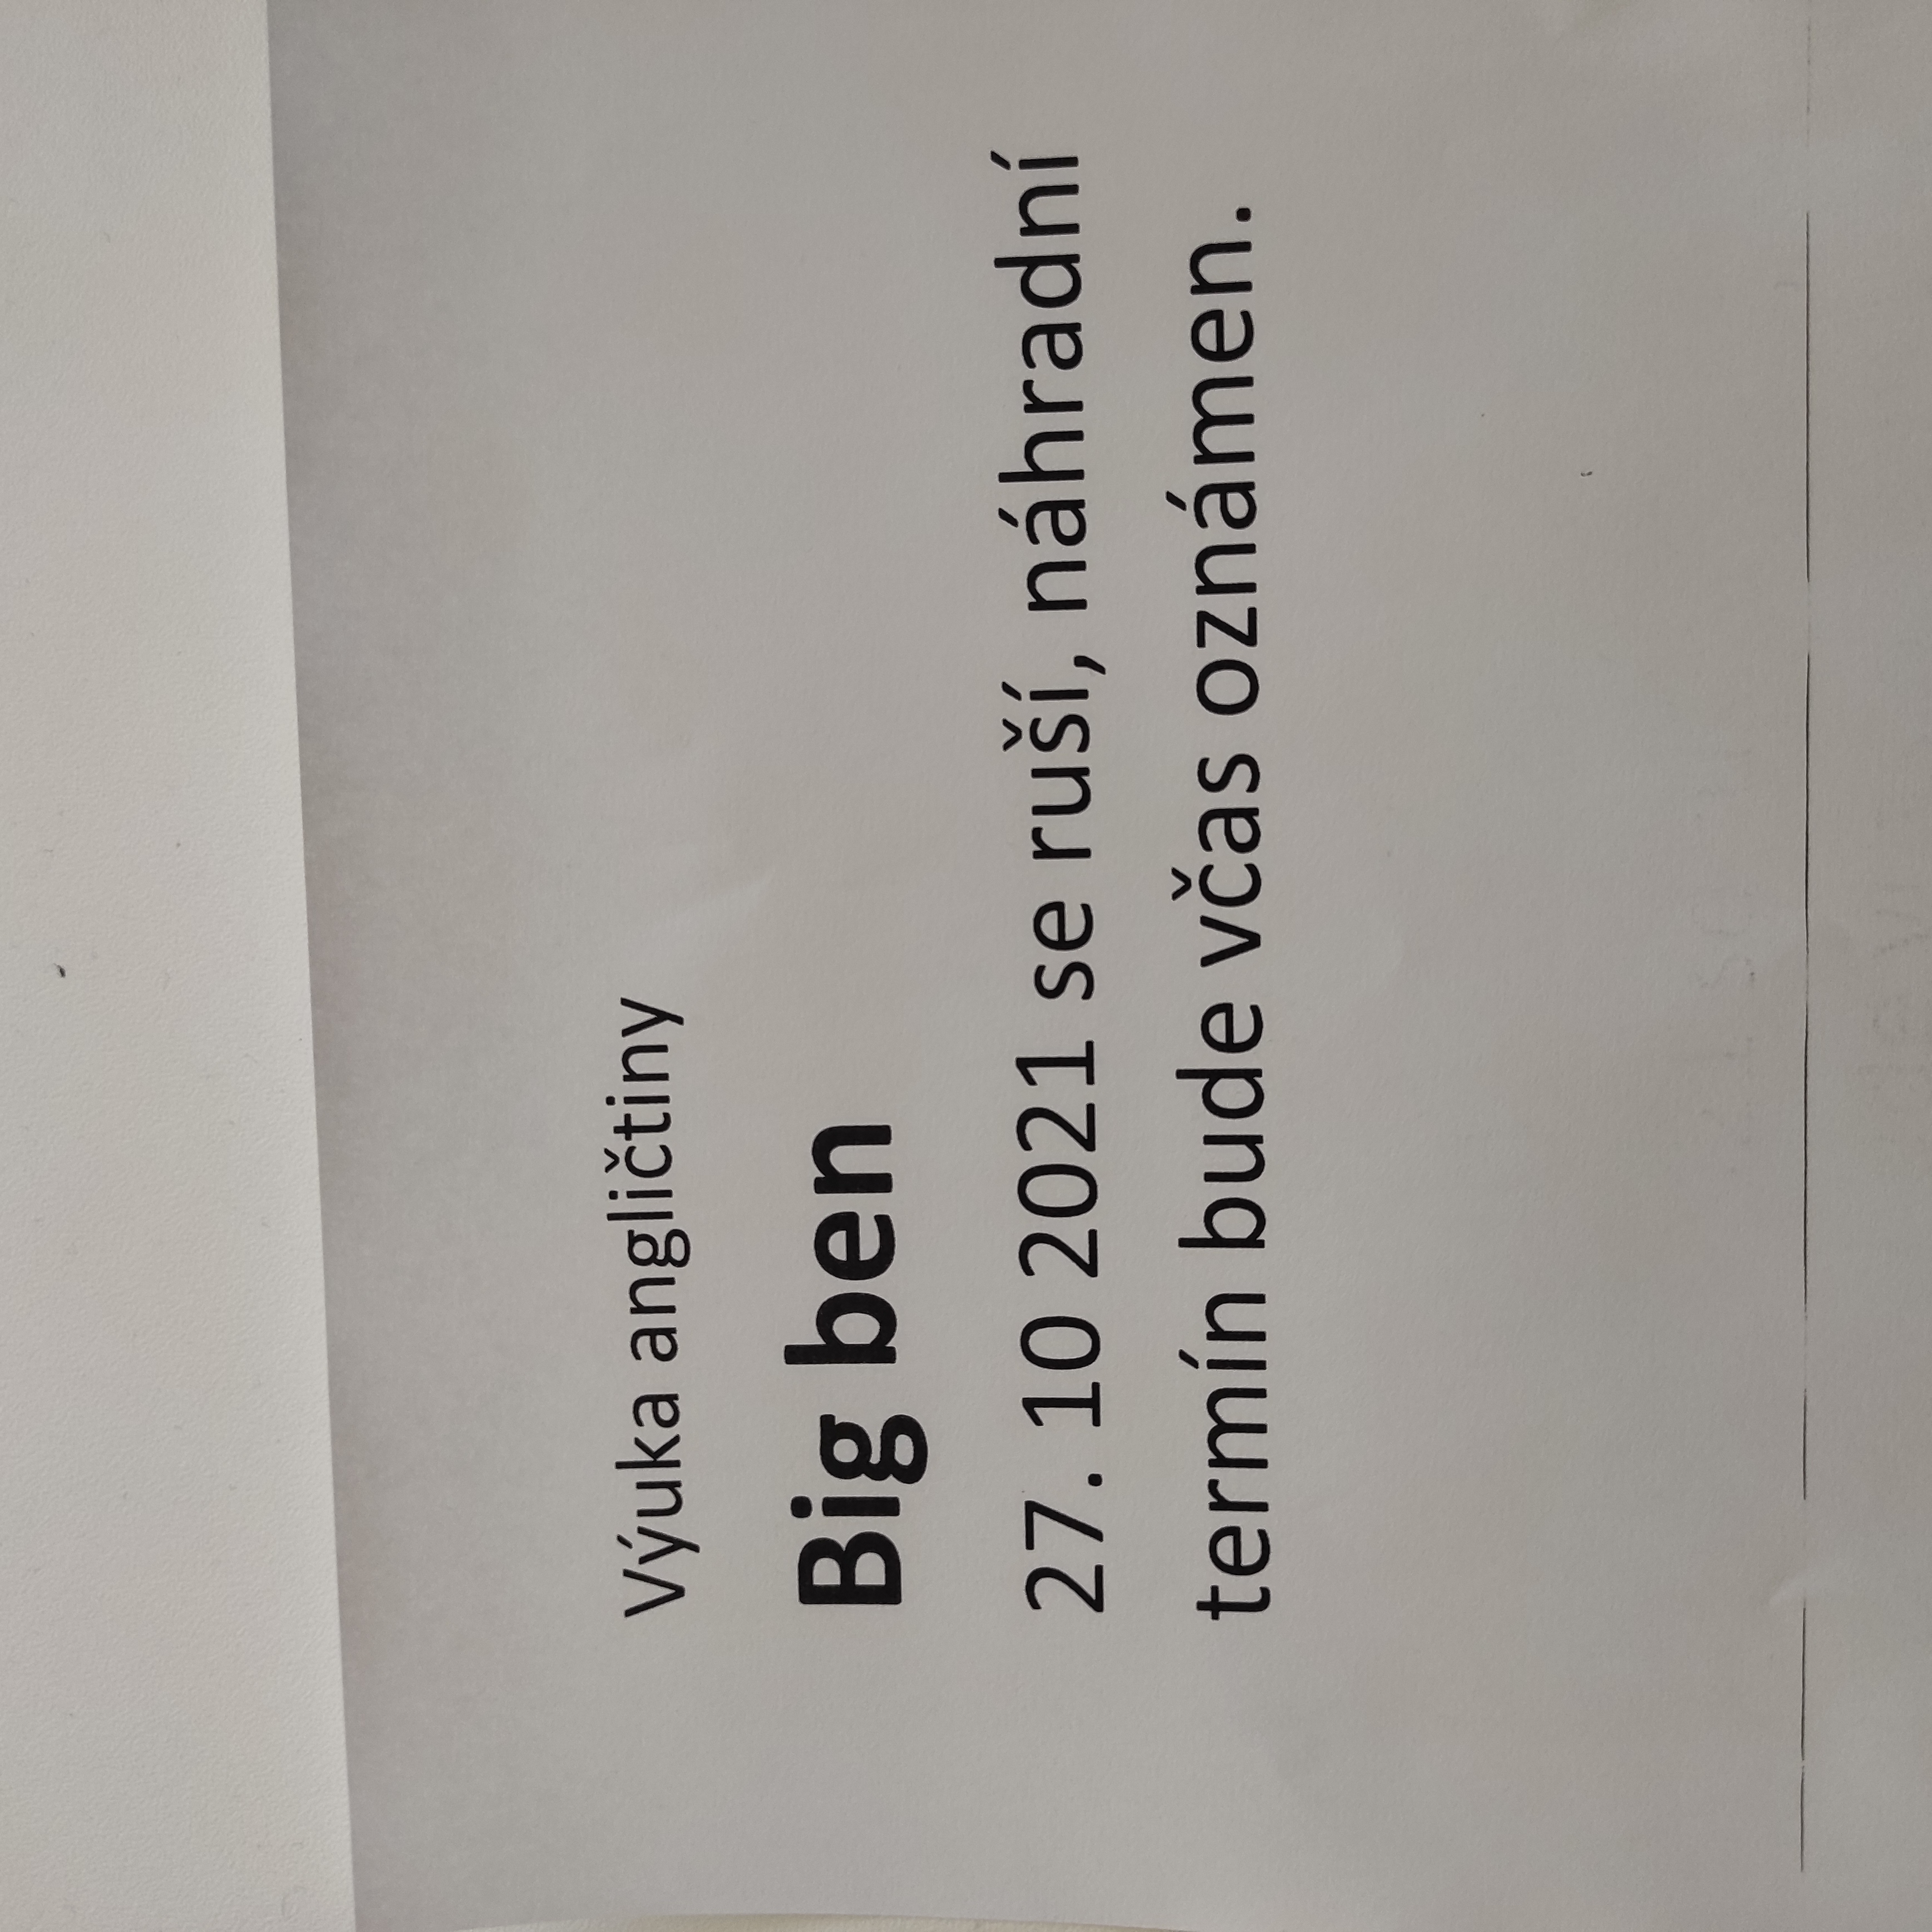 Výuka angličtiny
Big ben
27. 10 2021 se ruší, náhradní
termín bude včas oznámen.